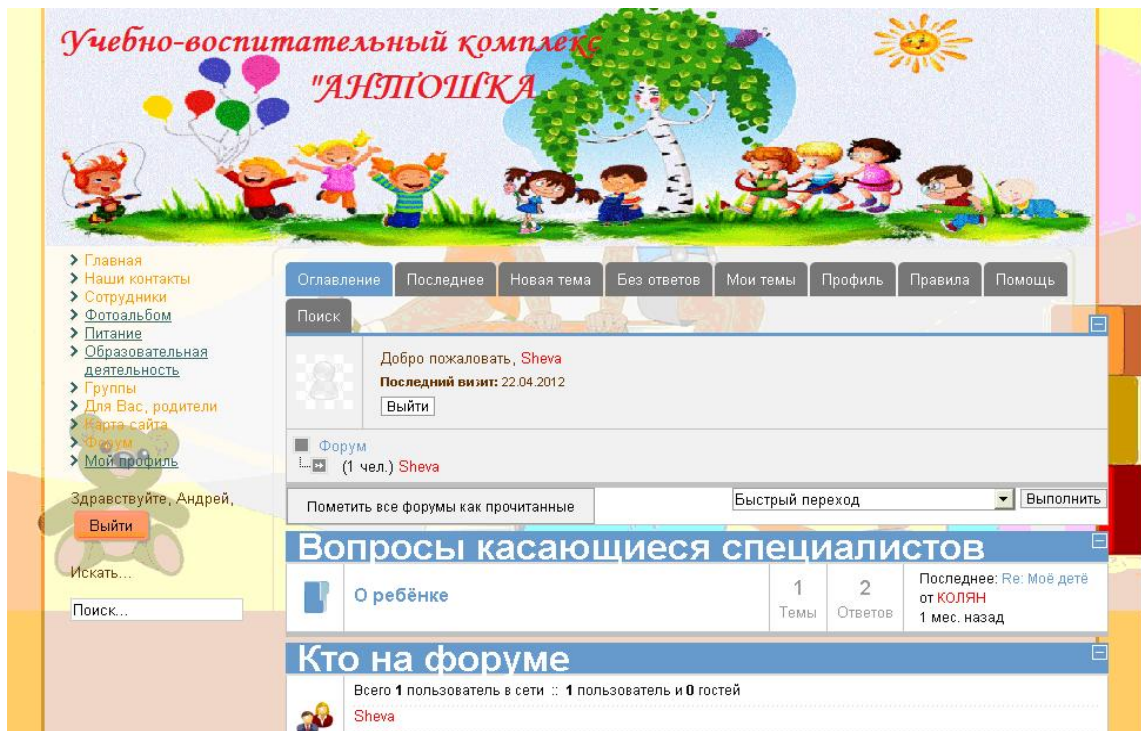 Учебно-воспитательный комплекс
"АНТОШКА
Главная
Наши контакты
Сотрудники
Фотоальбом
Питание
Образовательная
деятельность
Группы
Для Вас, родители
Карта сайта
Форум
Мой профиль
Здравствуйте, Андрей,
Выйти
Искать...
Поиск...
Оглавление Последнее Новая тема Без ответов Мои темы Профиль Правила Помощь
Поиск
Добро пожаловать, Sheva
Последний визит: 22.04.2012
Выйти
Форум
(1 чел.) Sheva
Пометить все форумы как прочитанные Быстрый переход Выполнить
Вопросы касающиеся специалистов
О ребёнке
1
Темы
2
Ответов
Последнее: Re: Моё детё
от КОЛЯН
1 мес. назад
Кто на форуме
Всего 1 пользователь в сети :: 1 пользователь и 0 гостей
Sheva